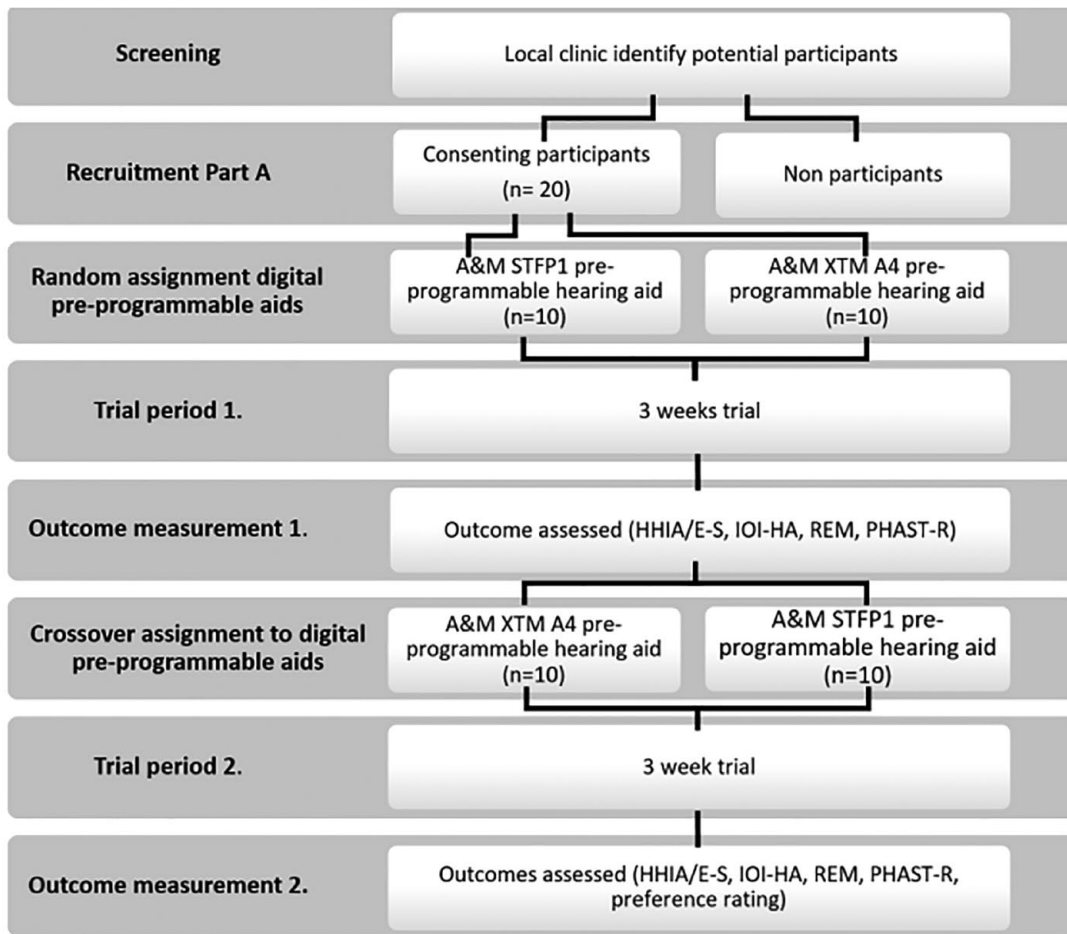 Screening
Local clinic identify potential participants
Recruitment Part A
Consenting participants
(n= 20)
Non participants
Random assignment digital
pre-programmable aids
A&M STFP1 pre-
programmable hearing aid
(n=10)
A&M XTM A4 pre-
programmable hearing aid
(n=10)
Trial period 1.
3 weeks trial
Outcome measurement 1.
Outcome assessed (HHIA/E-S, IOI-HA, REM, PHAST-R)
Crossover assignment to digital
pre-programmable aids
A&M XTM A4 pre-
programmable hearing aid
(n=10)
A&M STFP1 pre-
programmable hearing aid
(n=10)
Trial period 2.
3 week trial
Outcome measurement 2.
Outcomes assessed (HHIA/E-S, IOI-HA, REM, PHAST-R,
preference rating)